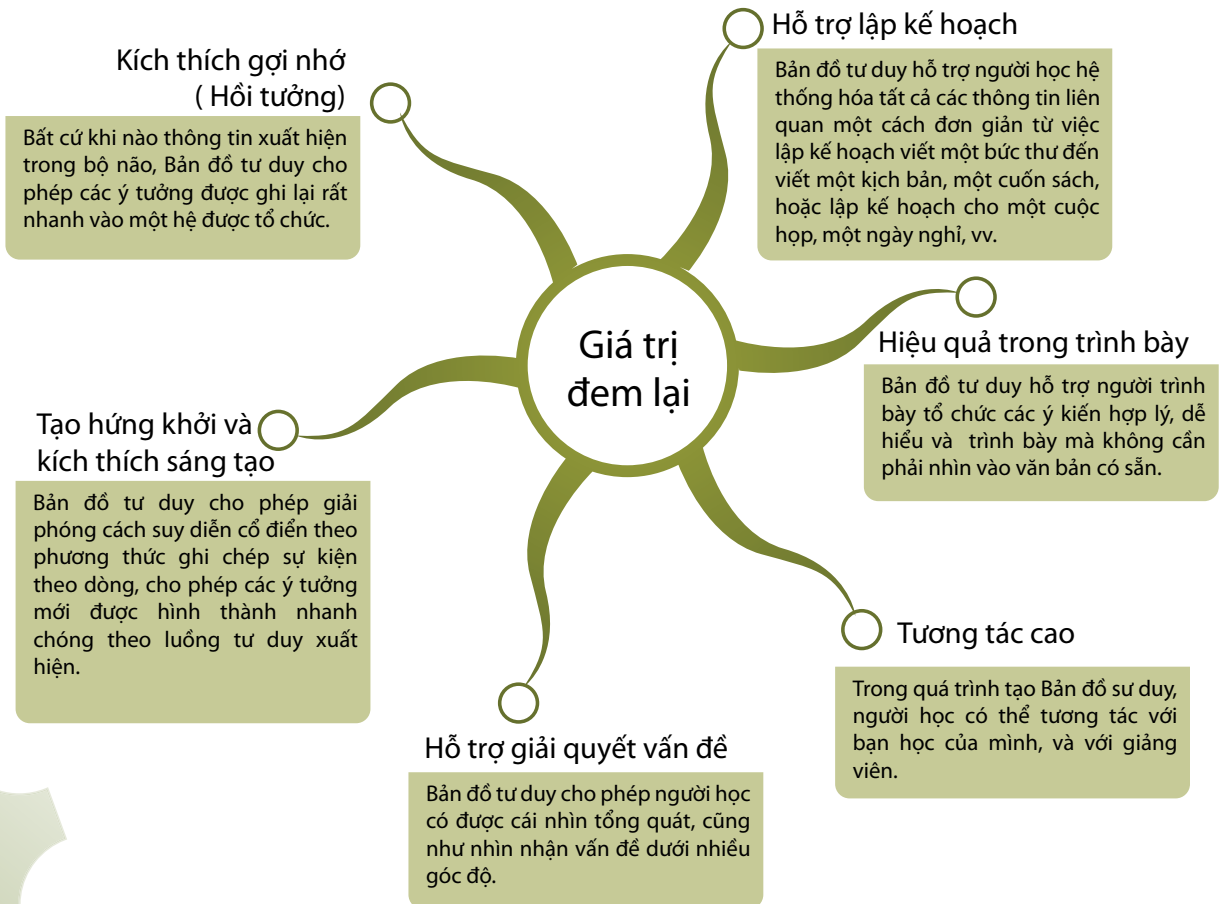 Giá trị
đem lại
Hỗ trợ lập kế hoạch
Bản đồ tư duy hỗ trợ người học hệ
thống hóa tất cả các thông tin liên
quan một cách đơn giản từ việc
lập kế hoạch viết một bức thư đến
viết một kịch bản, một cuốn sách,
hoặc lập kế hoạch cho một cuộc
họp, một ngày nghỉ, vv.
Hiệu quả trong trình bày
Bản đồ tư duy hỗ trợ người trình
bày tổ chức các ý kiến hợp lý, dễ
hiểu và trình bày mà không cần
phải nhìn vào văn bản có sẵn.
Tương tác cao
Trong quá trình tạo Bản đồ sư duy,
người học có thể tương tác với
bạn học của mình, và với giảng
viên.
Hỗ trợ giải quyết vấn đề
Bản đồ tư duy cho phép người học
có được cái nhìn tổng quát, cũng
như nhìn nhận vấn đề dưới nhiều
góc độ.
Tạo hứng khởi và
kích thích sáng tạo
Bản đồ tư duy cho phép giải
phóng cách suy diễn cổ điển theo
phương thức ghi chép sự kiện
theo dòng, cho phép các ý tưởng
mới được hình thành nhanh
chóng theo luồng tư duy xuất
hiện.
Kích thích gợi nhớ
( Hồi tưởng)
Bất cứ khi nào thông tin xuất hiện
trong bộ não, Bản đồ tư duy cho
phép các ý tưởng được ghi lại rất
nhanh vào một hệ được tổ chức.